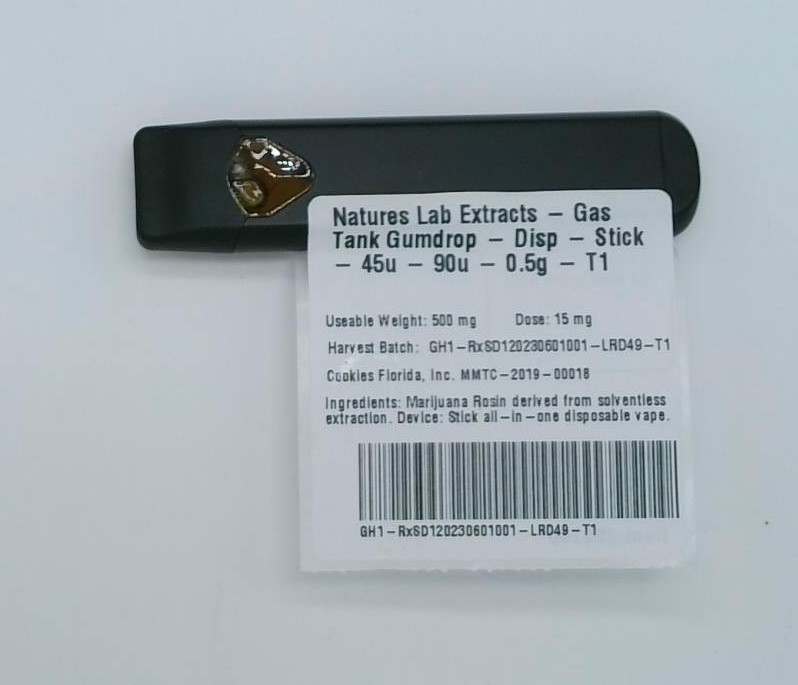 Natures Lab Extracts – Gas
Tank Gumdrop – Disp – Stick
– 45u – 90u – 0.5g – T1
Useable Weight: 500 mg Dose: 15 mg
Harvest Batch: GH1-RxSD120230601001-LRD49-T1
Cookies Florida, Inc. MMTC-2019-00018
Ingredients: Marijuana Rosin derived from solventless
extraction. Device: Stick all-in-one disposable vape.
GH1-RxSD120230601001-LRD49-T1